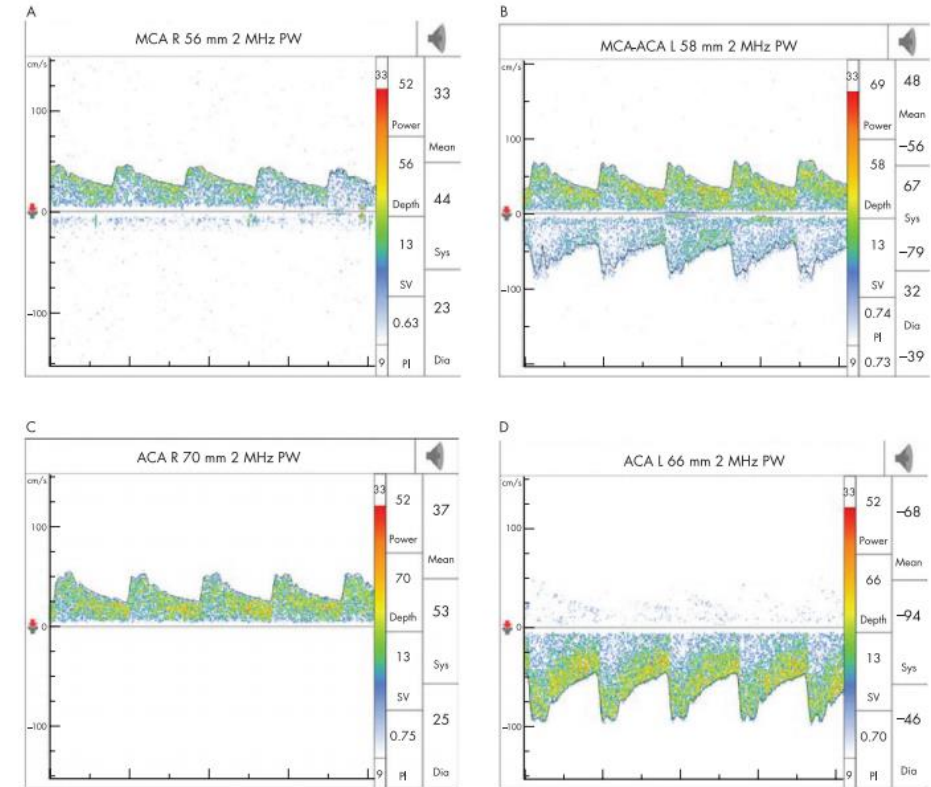 A
MCA R 56 mm 2 MHz PW
cm/s
100
0
-100
33
9
52
Power
56
Depth
13
SV
0.63
PI
33
Mean
44
Sys
23
Dia
B
MCA-ACA L 58 mm 2 MHz PW
cm/s
100
0
-100
33
9
69
Power
58
Depth
13
SV
0.74
PI
0.73
48
Mean
-56
67
Sys
-79
32
Dia
-39
C
ACA R 70 mm 2 MHz PW
cm/s
100
0
-100
33
9
52
Power
70
Depth
13
SV
0.75
PI
37
Mean
53
Sys
25
Dia
D
ACA L 66 mm 2 MHz PW
cm/s
100
0
-100
33
9
52
Power
66
Depth
13
SV
0.70
PI
-68
Mean
-94
Sys
-46
Dia